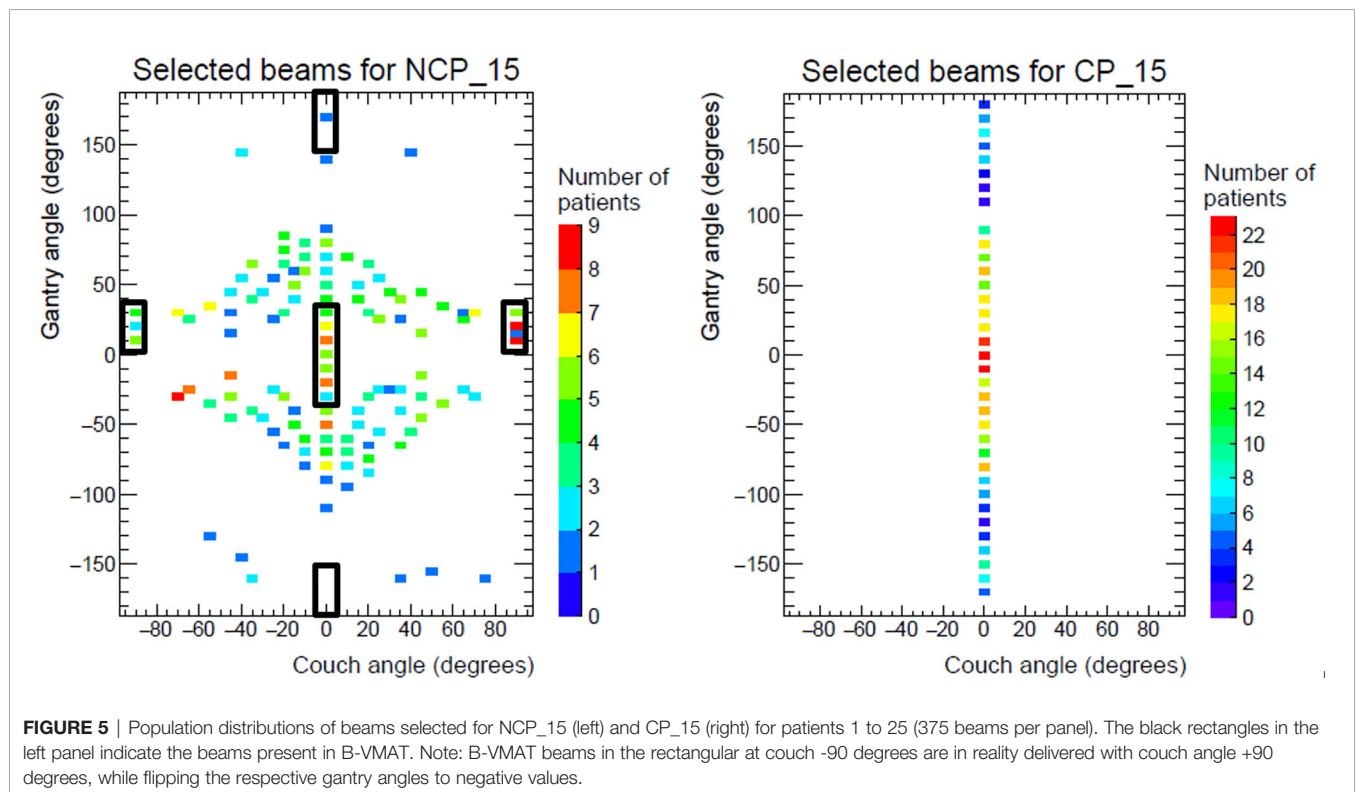 Selected beams for NCP_15
Gantry angle (degrees)
150
100
50
0
−50
−100
−150
−80 −60 −40 −20 0 20 40 60 80
Couch angle (degrees)
Number of
patients
9
8
7
6
5
4
3
2
1
0
Selected beams for CP_15
Gantry angle (degrees)
150
100
50
0
−50
−100
−150
−80 −60 −40 −20 0 20 40 60 80
Couch angle (degrees)
Number of
patients
22
20
18
16
14
12
10
8
6
4
2
0
FIGURE 5 | Population distributions of beams selected for NCP_15 (left) and CP_15 (right) for patients 1 to 25 (375 beams per panel). The black rectangles in the
left panel indicate the beams present in B-VMAT. Note: B-VMAT beams in the rectangular at couch -90 degrees are in reality delivered with couch angle +90
degrees, while flipping the respective gantry angles to negative values.